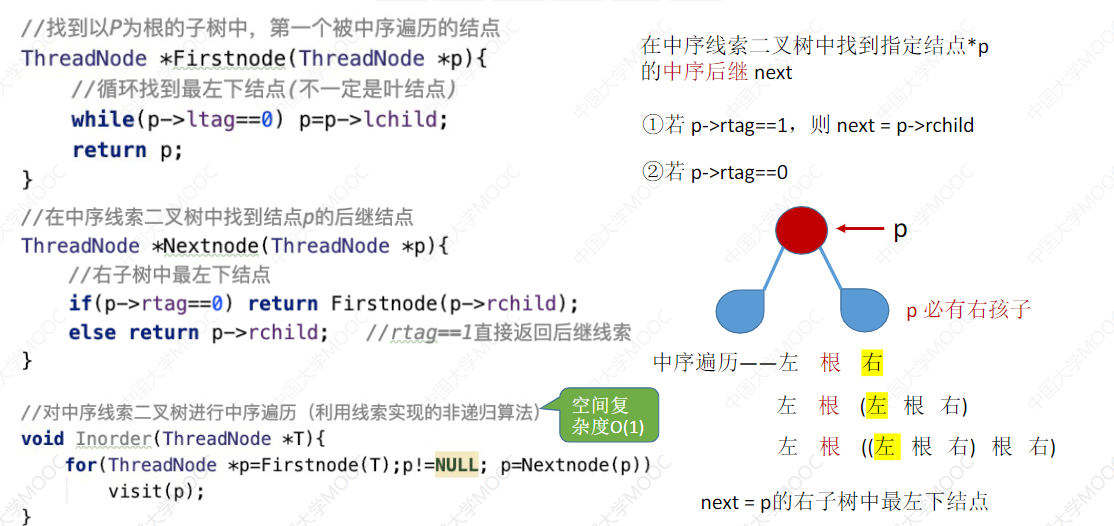 //找到以P为根的子树中，第一个被中序遍历的结点
ThreadNode *Firstnode(ThreadNode *p){
//循环找到最左下结点(不一定是叶结点)
while(p->ltag==0) p=p->lchild;
return p;
}
//在中序线索二叉树中找到结点p的后继结点
ThreadNode *Nextnode(ThreadNode *p){
//右子树中最左下结点
if(p->rtag==0) return Firstnode(p->rchild);
else return p->rchild; //rtag==1直接返回后继线索
}
//对中序线索二叉树进行中序遍历（利用线索实现的非递归算法）
void Inorder(ThreadNode *T){
for(ThreadNode *p=Firstnode(T);p!=NULL; p=Nextnode(p))
visit(p);
}
空间复
杂度O(1)
在中序线索二叉树中找到指定结点*p
的中序后继 next
①若 p->rtag==1，则 next = p->rchild
②若 p->rtag==0
p
p 必有右孩子
中序遍历——左 根 右
左 根 (左 根 右)
左 根 ((左 根 右) 根 右)
next = p的右子树中最左下结点
中国大学MOOC